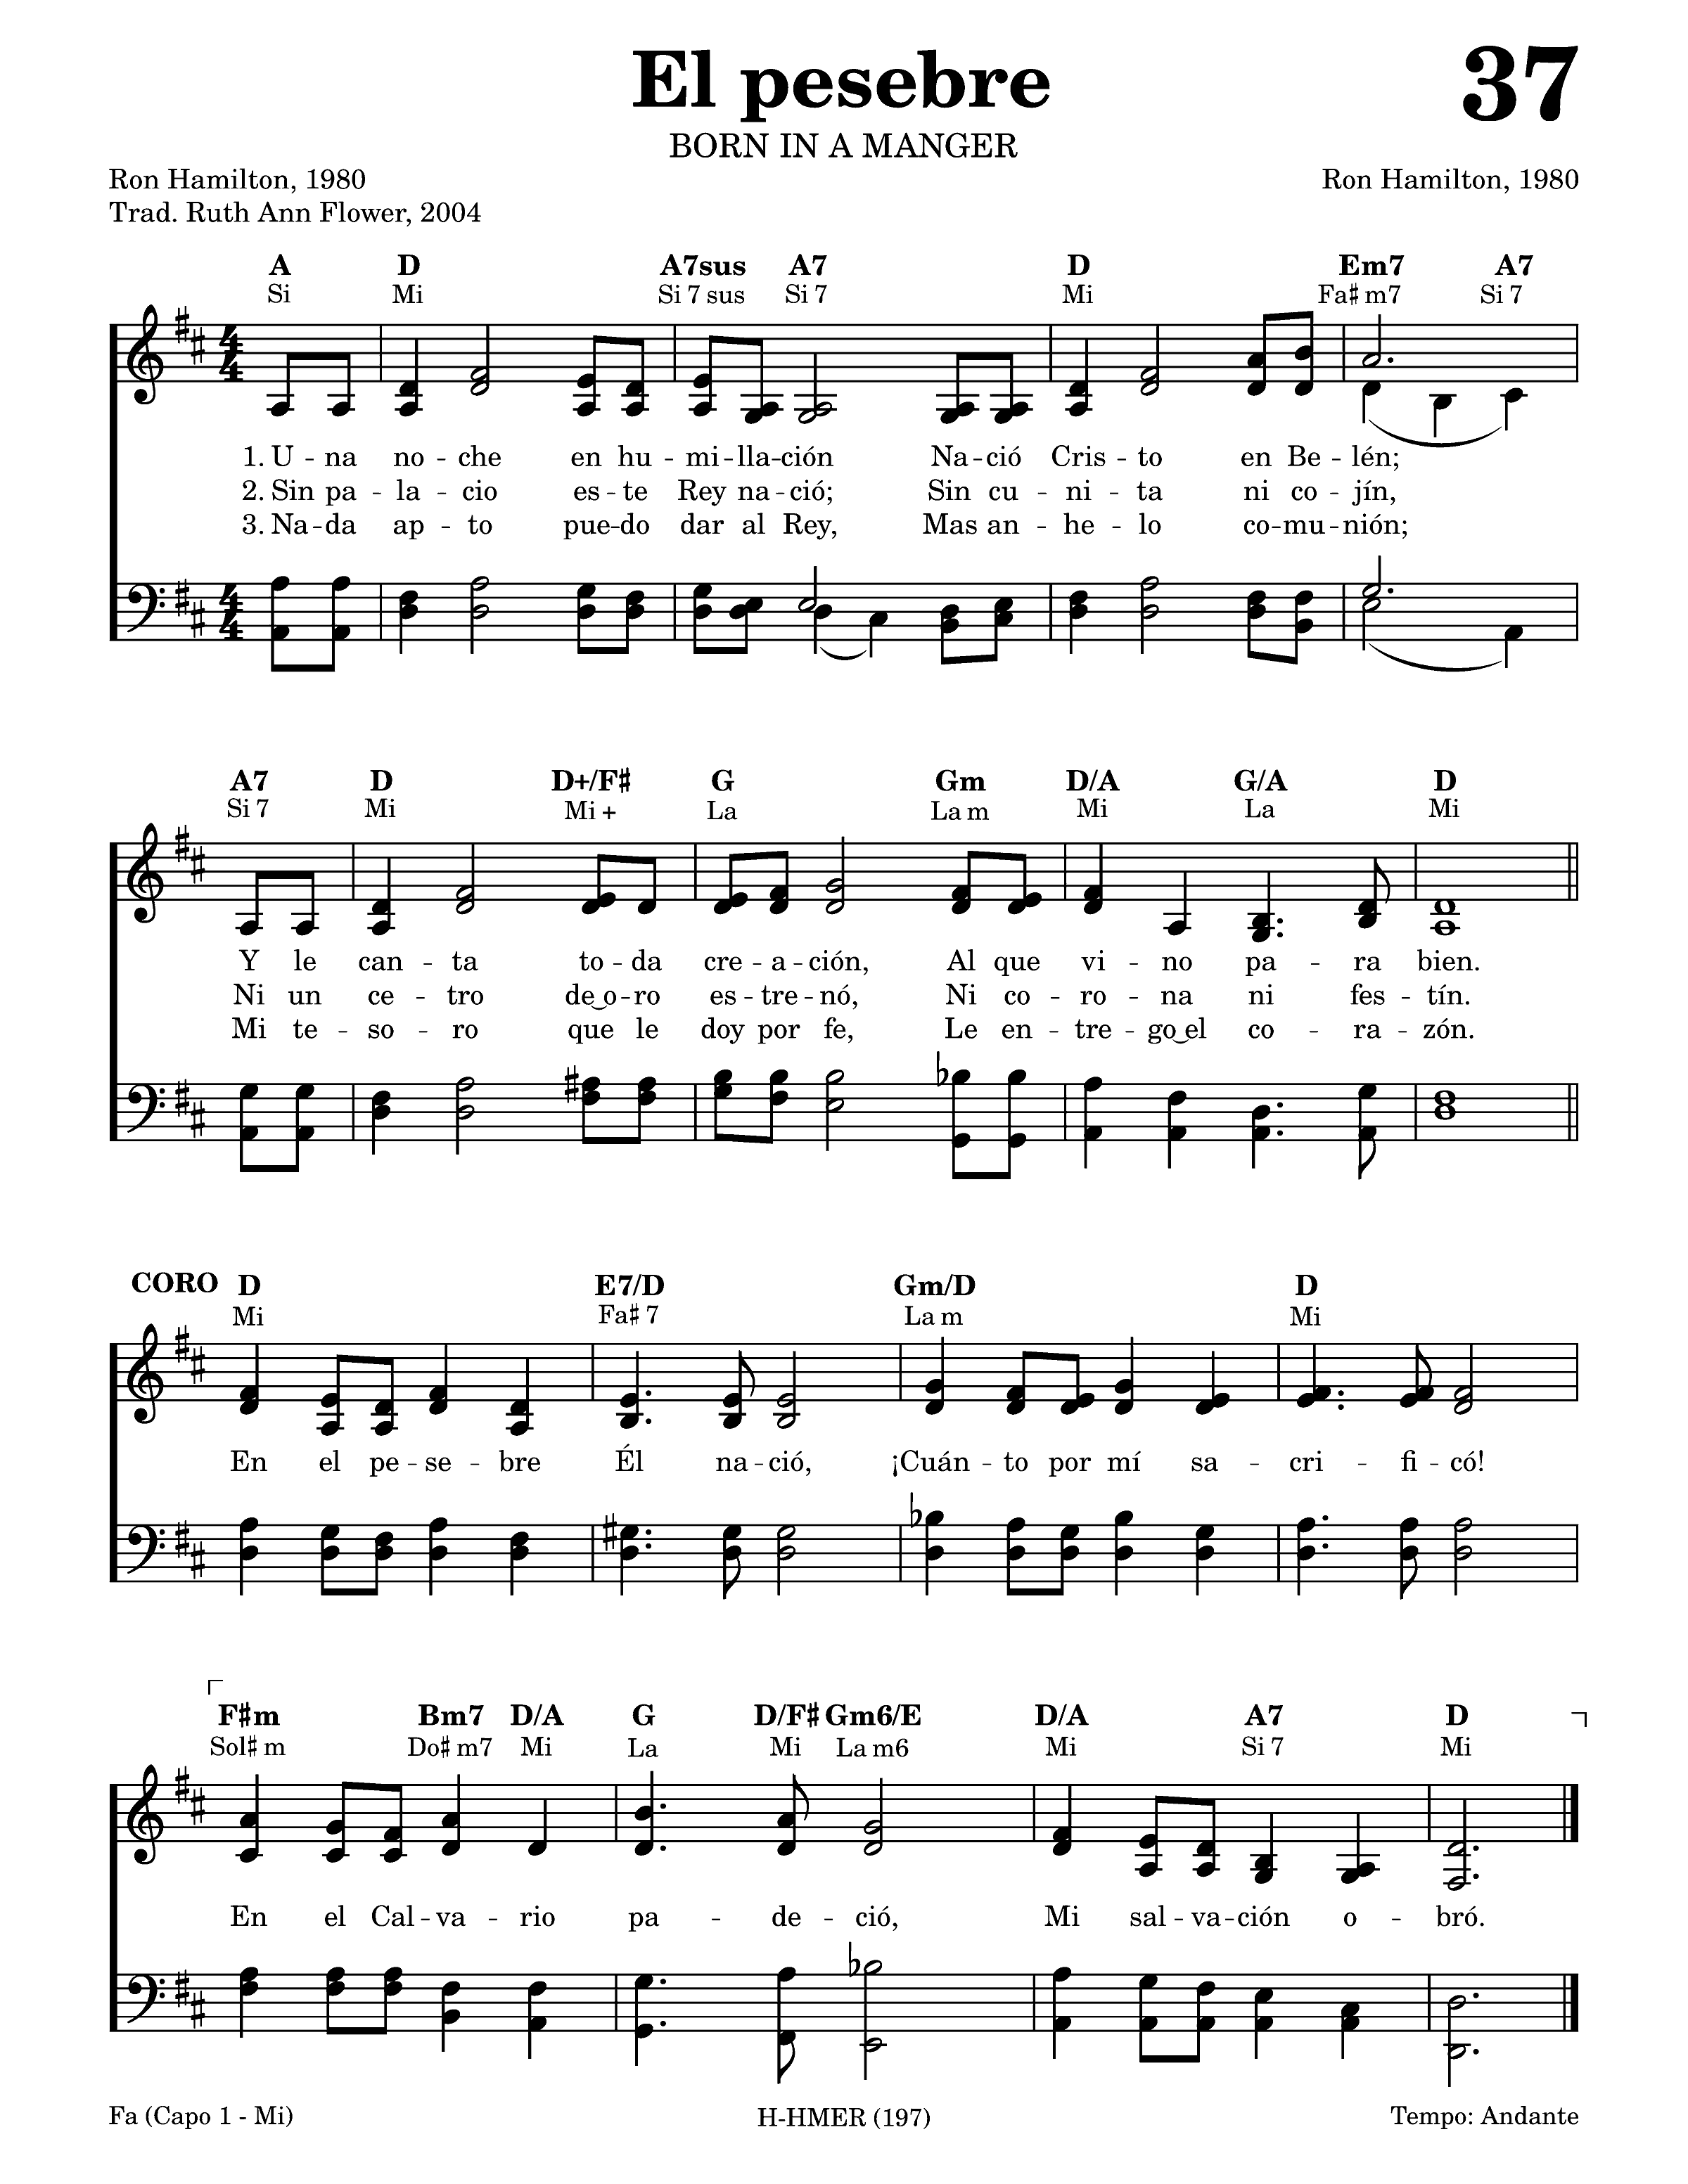 El pesebre
37
BORN IN A MANGER
Ron Hamilton, 1980
Ron Hamilton, 1980
Trad. Ruth Ann Flower, 2004
A D A7sus A7 D Em7 A7
Si Mi Si 7 sus Si 7 Mi Fa♯ m7 Si 7
4 4
1. U -- na no -- che en hu -- mi -- lla -- ción Na -- ció Cris -- to en Be -- lén;
2. Sin pa -- la -- cio es -- te Rey na -- ció; Sin cu -- ni -- ta ni co -- jín,
3. Na -- da ap -- to pue -- do dar al Rey, Mas an -- he -- lo co -- mu -- nión;
4 4
A7 D D+/F♯ G Gm D/A G/A D
Si 7 Mi Mi + La La m Mi La Mi
Y le can -- ta to -- da cre -- a -- ción, Al que vi -- no pa -- ra bien.
Ni un ce -- tro de‿o -- ro es -- tre -- nó, Ni co -- ro -- na ni fes -- tín.
Mi te -- so -- ro que le doy por fe, Le en -- tre -- go‿el co -- ra -- zón.
CORO D E7/D Gm/D D
Mi Fa♯ 7 La m Mi
En el pe -- se -- bre Él na -- ció, ¡Cuán -- to por mí sa -- cri -- fi -- có!
F♯m Bm7 D/A G D/F♯ Gm6/E D/A A7 D
Sol♯ m Do♯ m7 Mi La Mi La m6 Mi Si 7 Mi
En el Cal -- va -- rio pa -- de -- ció, Mi sal -- va -- ción o -- bró.
Fa (Capo 1 - Mi)
H-HMER (197)
Tempo: Andante